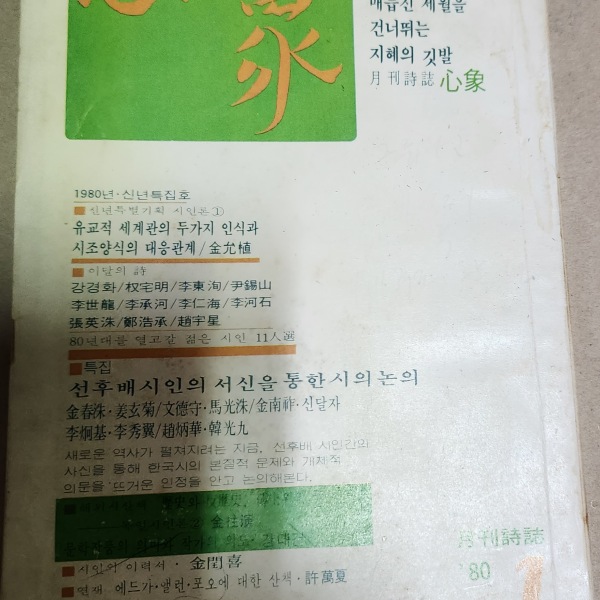 매듭진 세월을
건너뛰는
지혜의 깃발
月刊詩誌 心象
1980년·신년특집호
■ 신년특별기획 시인론①
유교적 세계관의 두가지 인식과
시조양식의 대응관계/金允植
■ 이달의 詩
강경화/权宅明/李東洵/尹錫山
李世龍/李承河/李仁海/李河石
張英洙/鄭浩承/趙宇星
80년대를 열고갈 젊은 시인 11人選
■특집
선후배시인의 서신을 통한 시의 논의
金春洙·姜玄菊/文德守·馬光洙/金南祚·신달자
李炯基·李秀翼/趙炳華·韓光九
새로운 역사가 펼쳐지려는 지금, 선후배 시인간의
사신을 통해 한국시의 본질적 문제와 개체적
의문을 뜨거운 인정을 안고 논의해본다.
■시인의 이력서 · 金閏喜
■연재 에드가·앨런·포오에 대한 산책·許萬夏
月刊詩誌
'80
1